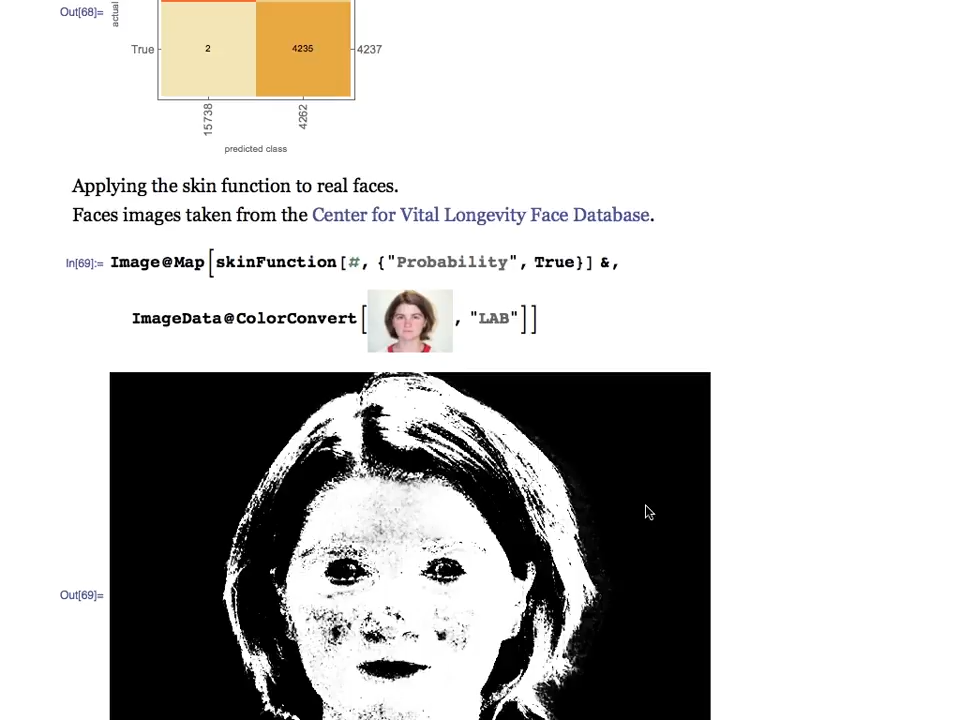 Out[68]=
actual
True
2
4235
4237
15738
4262
predicted class
Applying the skin function to real faces.
Faces images taken from the Center for Vital Longevity Face Database.
In[69]:= Image@Map[skinFunction[#, {"Probability", True}] &,
ImageData@ColorConvert[ , "LAB"]]
Out[69]=